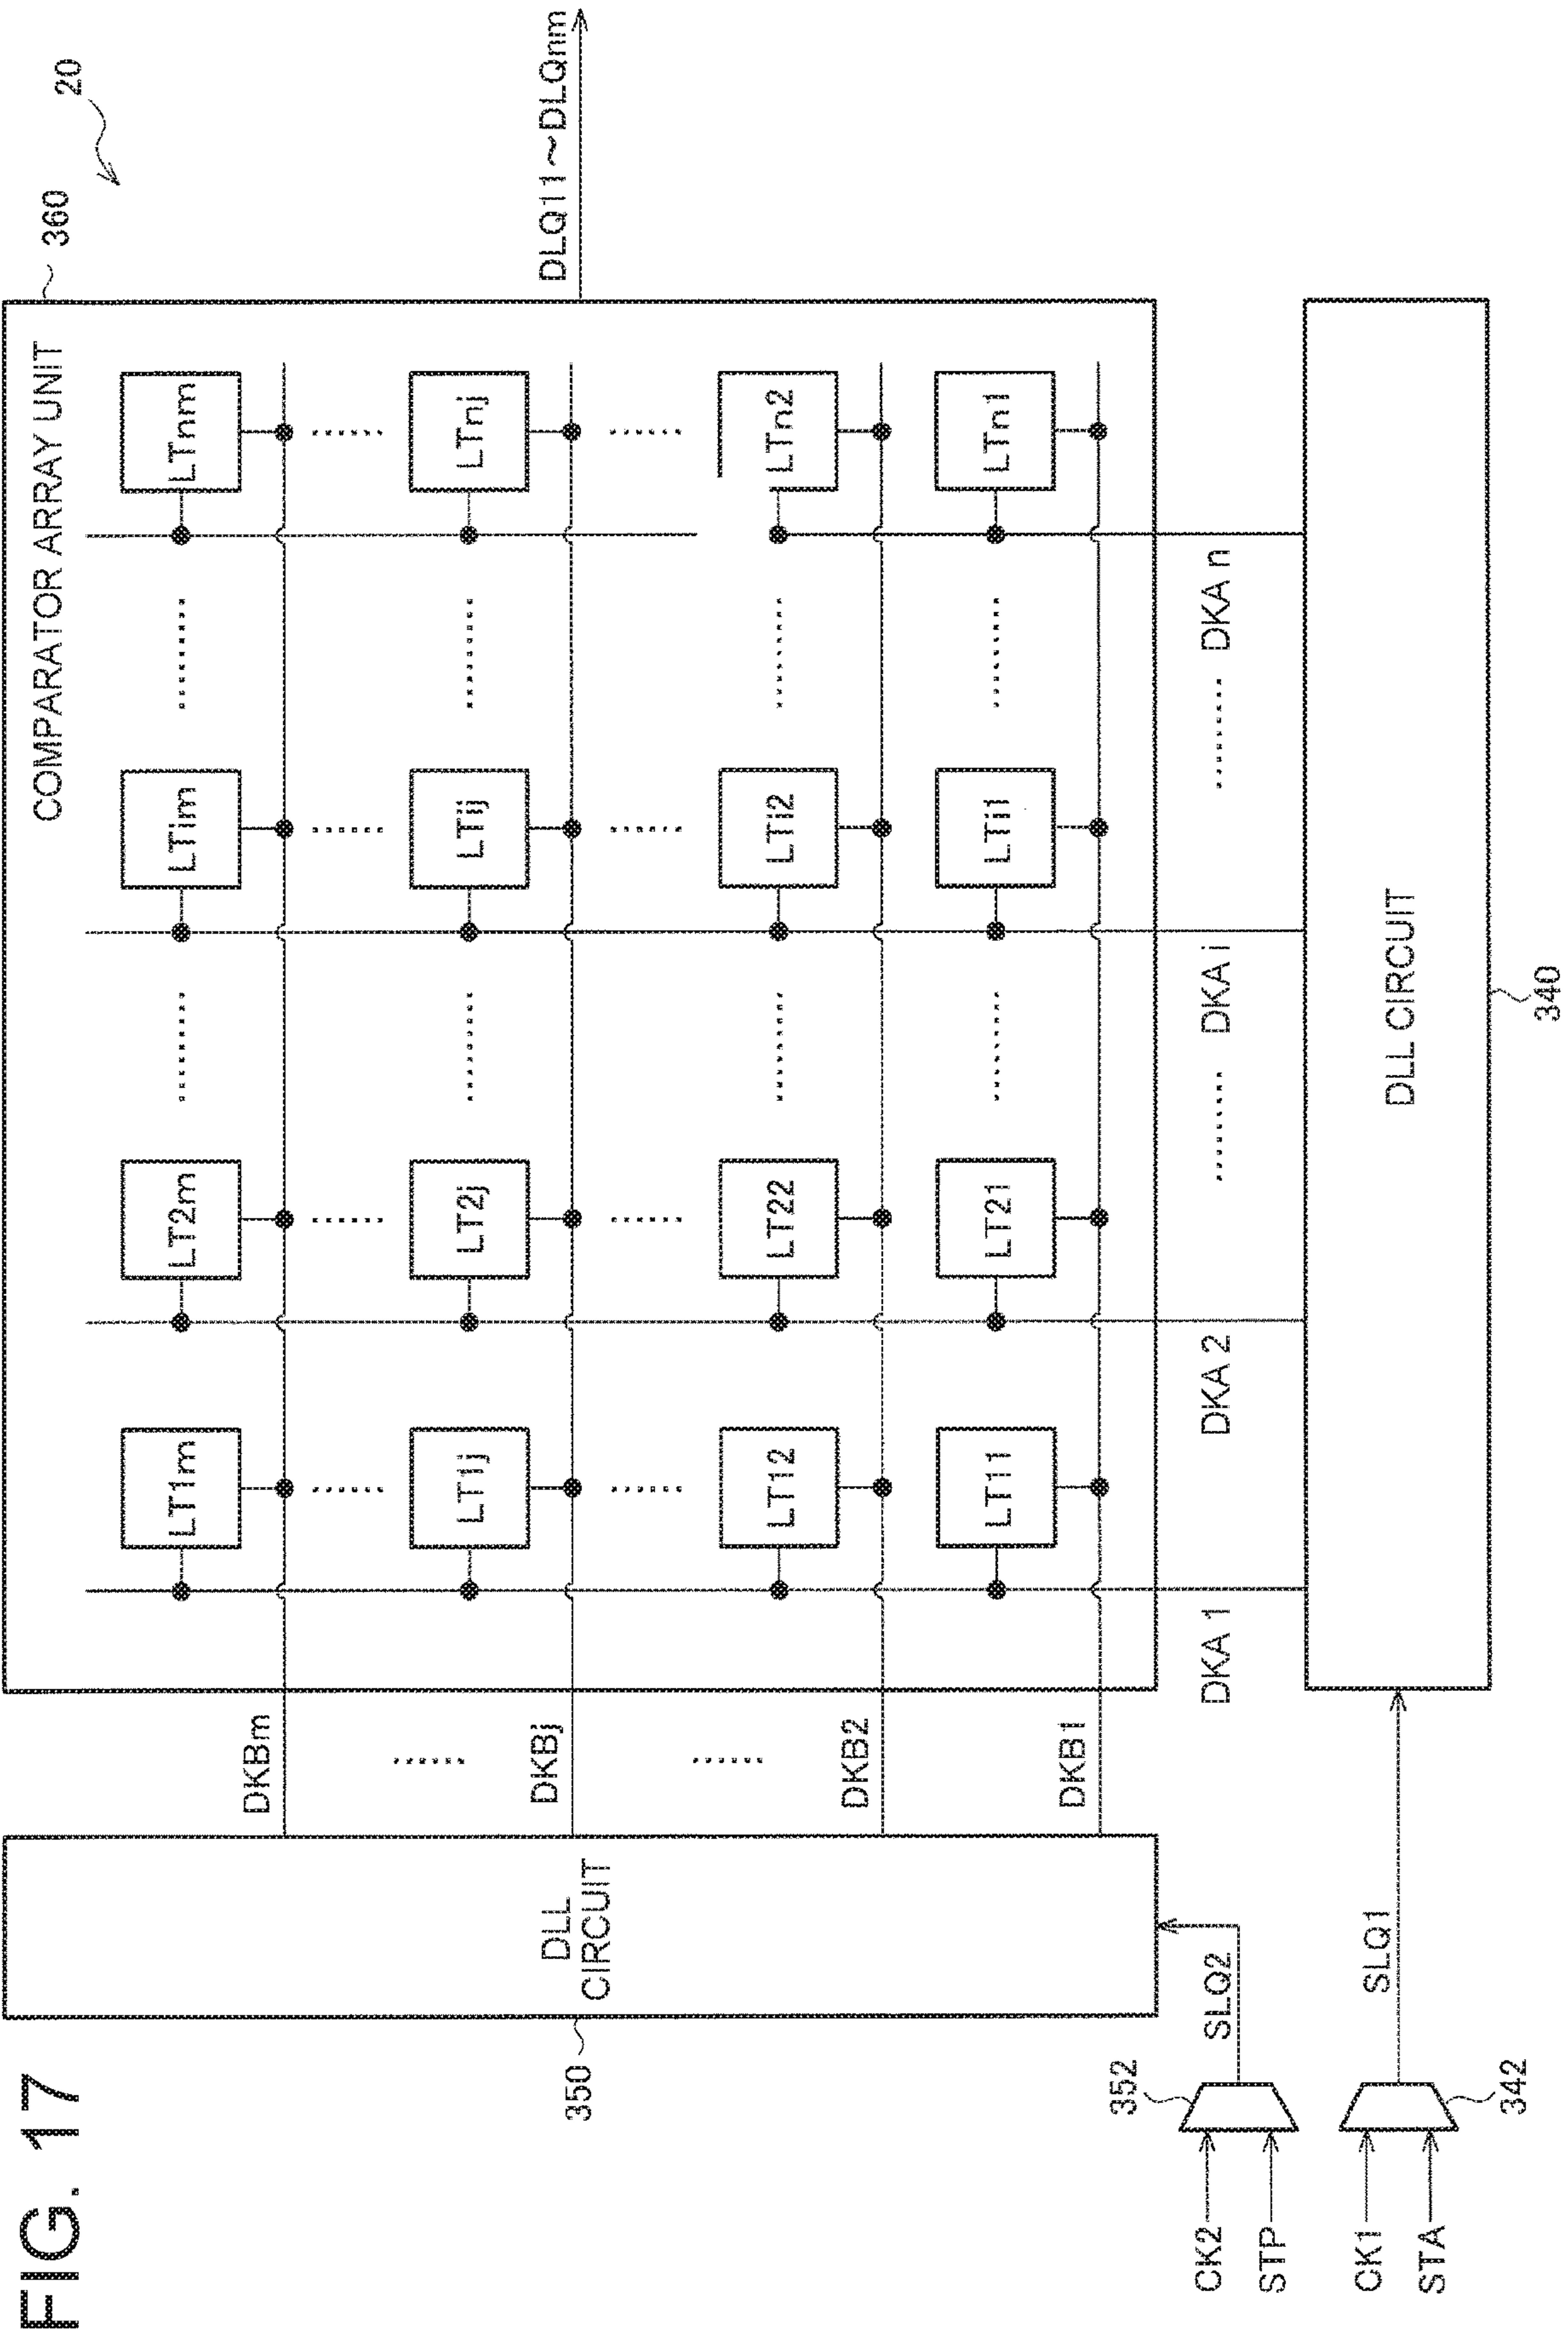 FIG. 17
20
360
COMPARATOR ARRAY UNIT
DLL
CIRCUIT
350
DKBm
LT1m
LT2m
LTim
LTnm
DKBj
LT1j
LT2j
LTij
LTnj
DLQ11~DLQnm
DKB2
LT12
LT22
LTi2
LTn2
DKB1
LT11
LT21
LTi1
LTn1
352
CK2
STP
SLQ2
DKA 1
DKA 2
DKA i
DKA n
CK1
STA
342
SLQ1
DLL CIRCUIT
340